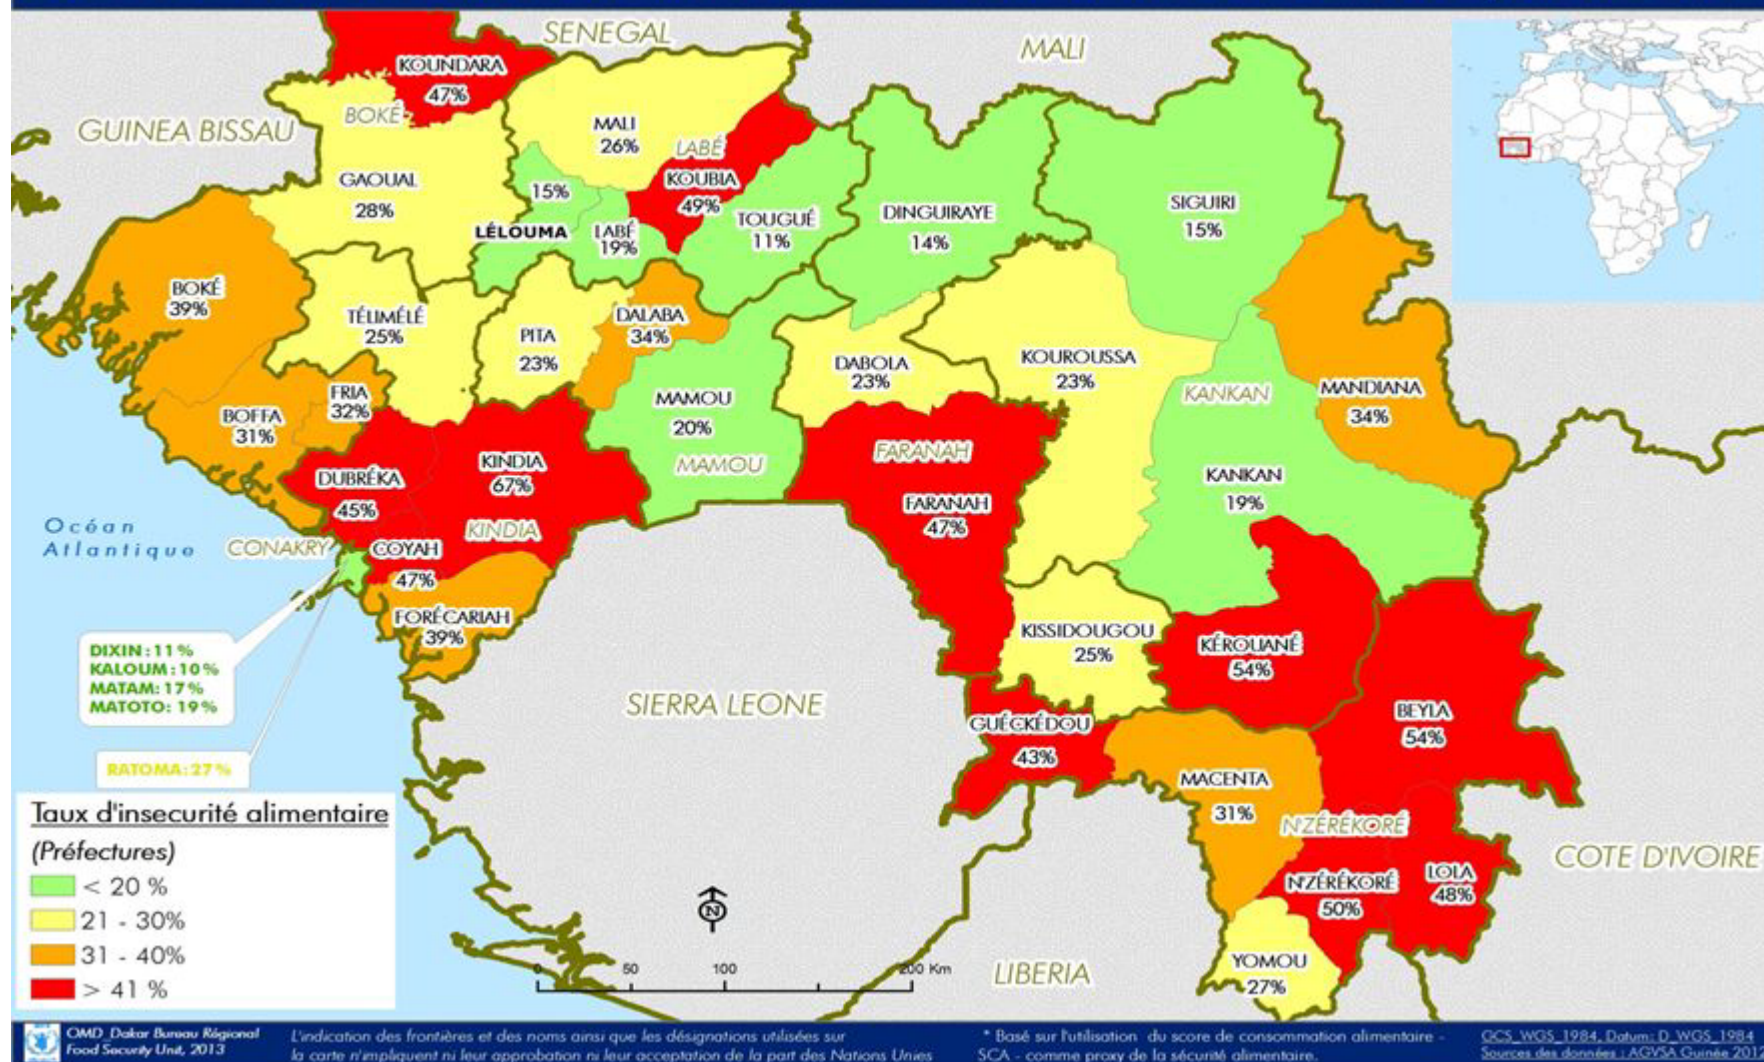 SENEGAL
MALI
KOUNDARA
47%
BOKÉ
GUINEA BISSAU
MALI
26%
LABÉ
GAOUAL
28%
15%
KOUBIA
49%
SIGUIRI
15%
LÉLOUMA
LABÉ
19%
TOUGUÉ
11%
DINGUIRAYE
14%
BOKÉ
39%
TÉLIMÉLÉ
25%
PITA
23%
DALABA
34%
DABOLA
23%
KOUROUSSA
23%
KANKAN
MANDIANA
34%
FRIA
32%
BOFFA
31%
MAMOU
20%
MAMOU
FARANAH
DUBRÉKA
45%
KINDIA
67%
KINDIA
FARANAH
47%
KANKAN
19%
Océan
Atlantique
CONAKRY
COYAH
47%
FORÉCARIAH
39%
KISSIDOUGOU
25%
KÉROUANÉ
54%
DIXIN : 11%
KALOUM : 10%
MATAM: 17%
MATOTO: 19%
SIERRA LEONE
GUÉCKÉDOU
43%
BEYLA
54%
RATOMA: 27%
MACENTA
31%
N'ZÉRÉKORÉ
COTE D'IVOIRE
N'ZÉRÉKORÉ
50%
LOLA
48%
YOMOU
27%
LIBERIA
Taux d'insecurité alimentaire
(Préfectures)
< 20 %
21 - 30%
31 - 40%
> 41 %
N
0 50 100 200 Km
OMD_Dakar Bureau Régional
Food Security Unit, 2013
L'indication des frontières et des noms ainsi que les désignations utilisées sur
la carte n'impliquent ni leur approbation ni leur acceptation de la part des Nations Unies
* Basé sur l'utilisation du score de consommation alimentaire -
SCA - comme proxy de la sécurité alimentaire.
GCS_WGS_1984, Datum: D_WGS_1984
Sources des données : AGVSA Guinée 20